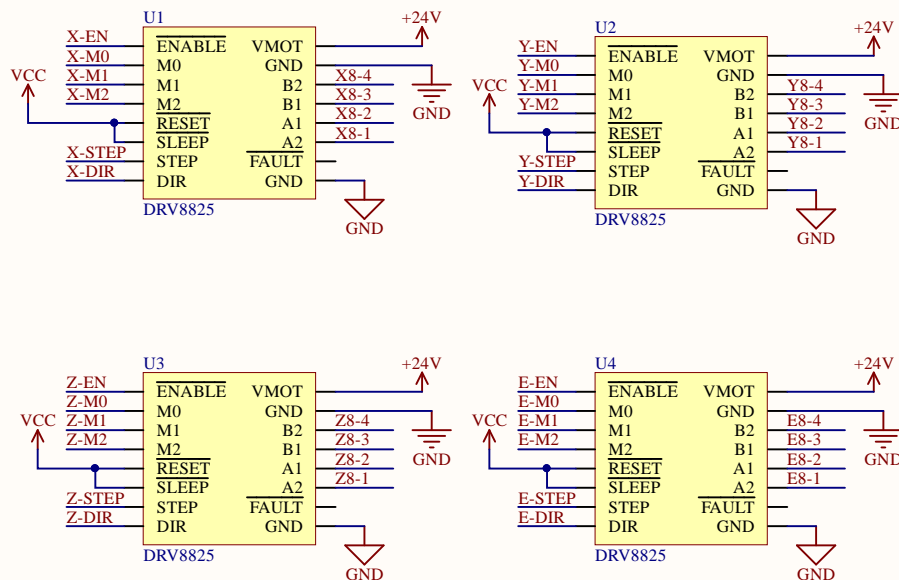 U1
+24V
X-EN ENABLE VMOT
X-M0 M0 GND
VCC X-M1 M1 B2 X8-4
X-M2 M2 B1 X8-3
RESET A1 X8-2
SLEEP A2 X8-1
GND
X-STEP STEP FAULT
X-DIR DIR GND
DRV8825
GND
U2
+24V
Y-EN ENABLE VMOT
Y-M0 M0 GND
VCC Y-M1 M1 B2 Y8-4
Y-M2 M2 B1 Y8-3
RESET A1 Y8-2
SLEEP A2 Y8-1
GND
Y-STEP STEP FAULT
Y-DIR DIR GND
DRV8825
GND
U3
+24V
Z-EN ENABLE VMOT
Z-M0 M0 GND
VCC Z-M1 M1 B2 Z8-4
Z-M2 M2 B1 Z8-3
RESET A1 Z8-2
SLEEP A2 Z8-1
GND
Z-STEP STEP FAULT
Z-DIR DIR GND
DRV8825
GND
U4
+24V
E-EN ENABLE VMOT
E-M0 M0 GND
VCC E-M1 M1 B2 E8-4
E-M2 M2 B1 E8-3
RESET A1 E8-2
SLEEP A2 E8-1
GND
E-STEP STEP FAULT
E-DIR DIR GND
DRV8825
GND